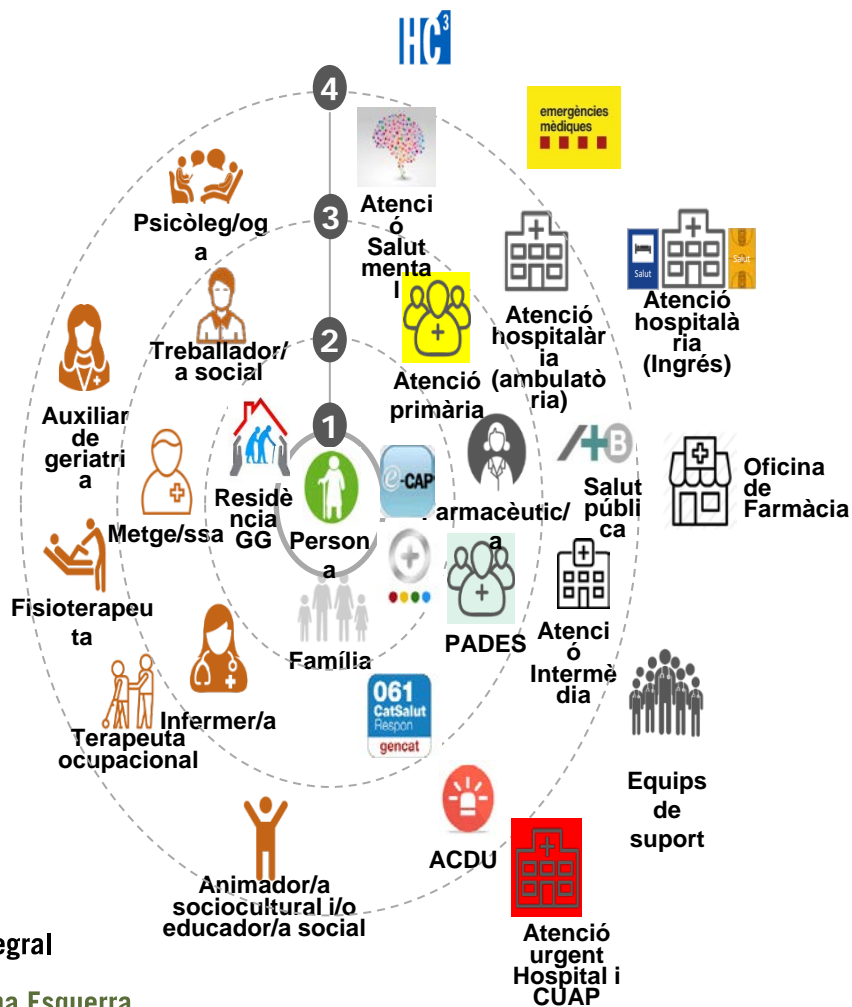 HC3
4
emergències
mèdiques
Psicòleg/og
a
Atenci
ó
Salut
menta
l
3
Treballador/
a social
Salut
Salut
Atenció
hospitalàr
ia
(ambulatò
ria)
Atenció
hospitalà
ria
(Ingrés)
2
Atenció
primària
Auxiliar
de
geriatri
a
1
Metge/ssa
Residè
ncia
GG
Person
a
e-CAP
Farmacèutic/
a
Salut
públi
ca
Oficina
de
Farmàcia
Fisioterapeu
ta
Família
PADES
Atenci
ó
Intermè
dia
Infermer/a
Terapeuta
ocupacional
061
CatSalut
Respon
gencat
Equips
de
suport
ACDU
Animador/a
sociocultural i/o
educador/a social
Atenció
urgent
Hospital i
CUAP
egral
Esquerra